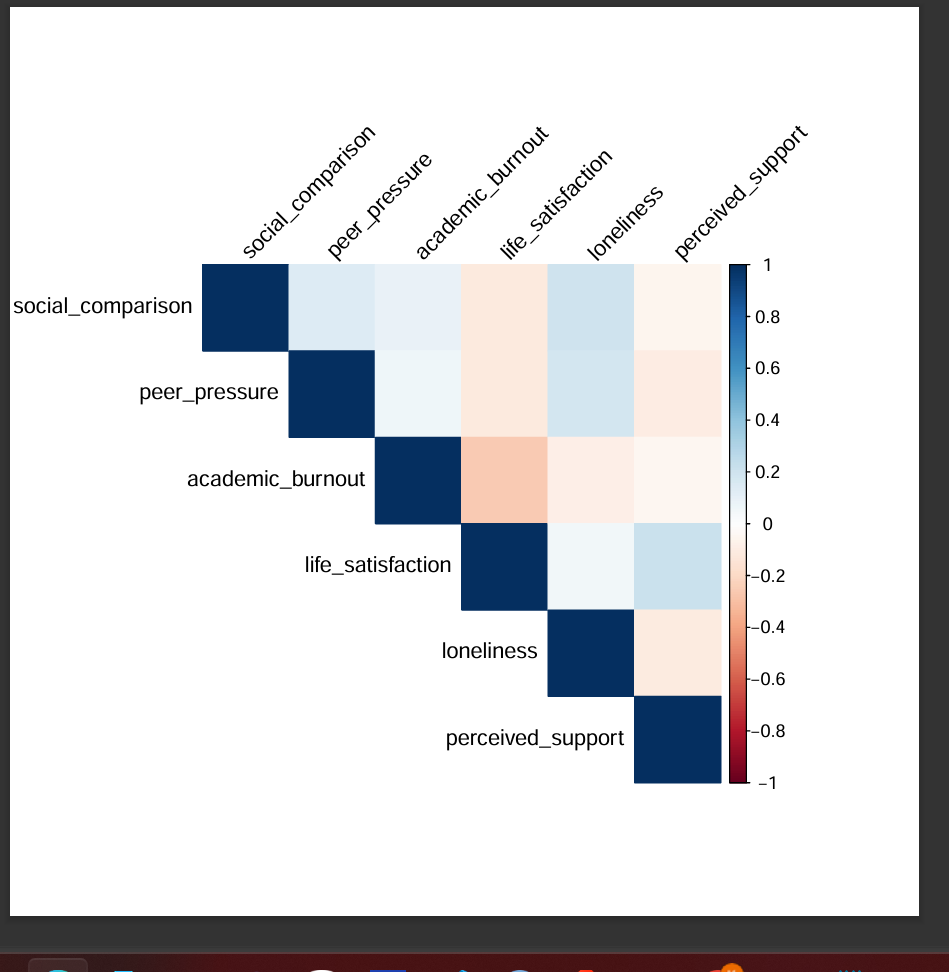 social_comparison
peer_pressure
academic_burnout
life_satisfaction
loneliness
perceived_support
social_comparison
peer_pressure
academic_burnout
life_satisfaction
loneliness
perceived_support
1
0.8
0.6
0.4
0.2
0
−0.2
−0.4
−0.6
−0.8
−1